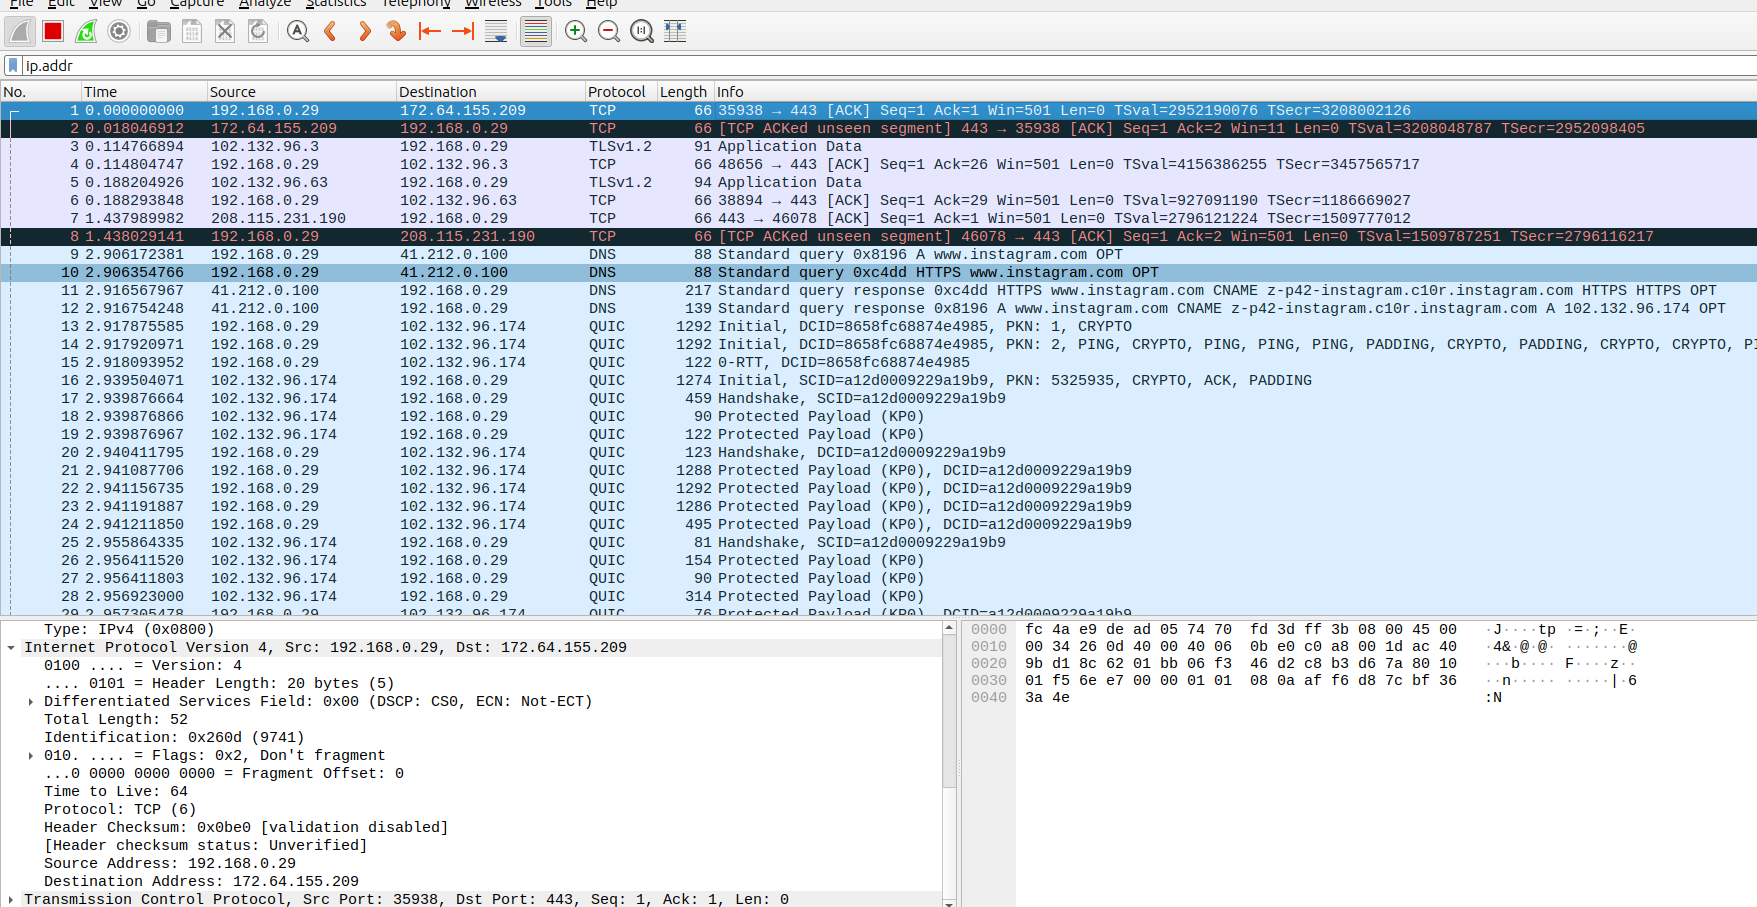 File Edit View Go Capture Analyze Statistics Telephony Wireless Tools Help
ip.addr
No. Time Source Destination Protocol Length Info
1 0.000000000 192.168.0.29 172.64.155.209 TCP 66 35938 → 443 [ACK] Seq=1 Ack=1 Win=501 Len=0 TSval=2952190076 TSecr=3208002126
2 0.018046912 172.64.155.209 192.168.0.29 TCP 66 [TCP ACKed unseen segment] 443 → 35938 [ACK] Seq=1 Ack=2 Win=11 Len=0 TSval=3208048787 TSecr=2952098405
3 0.114766894 102.132.96.3 192.168.0.29 TLSv1.2 91 Application Data
4 0.114804747 192.168.0.29 102.132.96.3 TCP 66 48656 → 443 [ACK] Seq=1 Ack=26 Win=501 Len=0 TSval=4156386255 TSecr=3457565717
5 0.188204926 102.132.96.63 192.168.0.29 TLSv1.2 94 Application Data
6 0.188293848 192.168.0.29 102.132.96.63 TCP 66 38894 → 443 [ACK] Seq=1 Ack=29 Win=501 Len=0 TSval=927091190 TSecr=1186669027
7 1.437989982 208.115.231.190 192.168.0.29 TCP 66 443 → 46078 [ACK] Seq=1 Ack=1 Win=501 Len=0 TSval=2796121224 TSecr=1509777012
8 1.438029141 192.168.0.29 208.115.231.190 TCP 66 [TCP ACKed unseen segment] 46078 → 443 [ACK] Seq=1 Ack=2 Win=501 Len=0 TSval=1509787251 TSecr=2796116217
9 2.906172381 192.168.0.29 41.212.0.100 DNS 88 Standard query 0x8196 A www.instagram.com OPT
10 2.906354766 192.168.0.29 41.212.0.100 DNS 88 Standard query 0xc4dd HTTPS www.instagram.com OPT
11 2.916567967 41.212.0.100 192.168.0.29 DNS 217 Standard query response 0xc4dd HTTPS www.instagram.com CNAME z-p42-instagram.c10r.instagram.com HTTPS HTTPS OPT
12 2.916754248 41.212.0.100 192.168.0.29 DNS 139 Standard query response 0x8196 A www.instagram.com CNAME z-p42-instagram.c10r.instagram.com A 102.132.96.174 OPT
13 2.917875585 192.168.0.29 102.132.96.174 QUIC 1292 Initial, DCID=8658fc68874e4985, PKN: 1, CRYPTO
14 2.917920971 192.168.0.29 102.132.96.174 QUIC 1292 Initial, DCID=8658fc68874e4985, PKN: 2, PING, CRYPTO, PING, PING, PING, PADDING, CRYPTO, PADDING, CRYPTO, CRYPTO, PI
15 2.918093952 192.168.0.29 102.132.96.174 QUIC 122 0-RTT, DCID=8658fc68874e4985
16 2.939504071 102.132.96.174 192.168.0.29 QUIC 1274 Initial, SCID=a12d0009229a19b9, PKN: 5325935, CRYPTO, ACK, PADDING
17 2.939876664 102.132.96.174 192.168.0.29 QUIC 459 Handshake, SCID=a12d0009229a19b9
18 2.939876866 102.132.96.174 192.168.0.29 QUIC 90 Protected Payload (KP0)
19 2.939876967 102.132.96.174 192.168.0.29 QUIC 122 Protected Payload (KP0)
20 2.940411795 192.168.0.29 102.132.96.174 QUIC 123 Handshake, DCID=a12d0009229a19b9
21 2.941087706 192.168.0.29 102.132.96.174 QUIC 1288 Protected Payload (KP0), DCID=a12d0009229a19b9
22 2.941156735 192.168.0.29 102.132.96.174 QUIC 1292 Protected Payload (KP0), DCID=a12d0009229a19b9
23 2.941191887 192.168.0.29 102.132.96.174 QUIC 1286 Protected Payload (KP0), DCID=a12d0009229a19b9
24 2.941211850 192.168.0.29 102.132.96.174 QUIC 495 Protected Payload (KP0), DCID=a12d0009229a19b9
25 2.955864335 102.132.96.174 192.168.0.29 QUIC 81 Handshake, SCID=a12d0009229a19b9
26 2.956411520 102.132.96.174 192.168.0.29 QUIC 154 Protected Payload (KP0)
27 2.956411803 102.132.96.174 192.168.0.29 QUIC 90 Protected Payload (KP0)
28 2.956923000 102.132.96.174 192.168.0.29 QUIC 314 Protected Payload (KP0)
29 2.957305478 192.168.0.29 102.132.96.174 QUIC 76 Protected Payload (KP0), DCID=a12d0009229a19b9
Type: IPv4 (0x0800)
Internet Protocol Version 4, Src: 192.168.0.29, Dst: 172.64.155.209
0100 .... = Version: 4
.... 0101 = Header Length: 20 bytes (5)
Differentiated Services Field: 0x00 (DSCP: CS0, ECN: Not-ECT)
Total Length: 52
Identification: 0x260d (9741)
010. .... = Flags: 0x2, Don't fragment
...0 0000 0000 0000 = Fragment Offset: 0
Time to Live: 64
Protocol: TCP (6)
Header Checksum: 0x0be0 [validation disabled]
[Header checksum status: Unverified]
Source Address: 192.168.0.29
Destination Address: 172.64.155.209
Transmission Control Protocol, Src Port: 35938, Dst Port: 443, Seq: 1, Ack: 1, Len: 0
0000 fc 4a e9 de ad 05 74 70 fd 3d ff 3b 08 00 45 00 ·J····tp ·=·;··E·
0010 00 34 26 0d 40 00 40 06 0b e0 c0 a8 00 1d ac 40 ·4&·@·@· ·······@
0020 9b d1 8c 62 01 bb 06 f3 46 d2 c8 b3 d6 7a 80 10 ···b···· F····z··
0030 01 f5 6e e7 00 00 01 01 08 0a af f6 d8 7c bf 36 ··n····· ·····|·6
0040 3a 4e :N